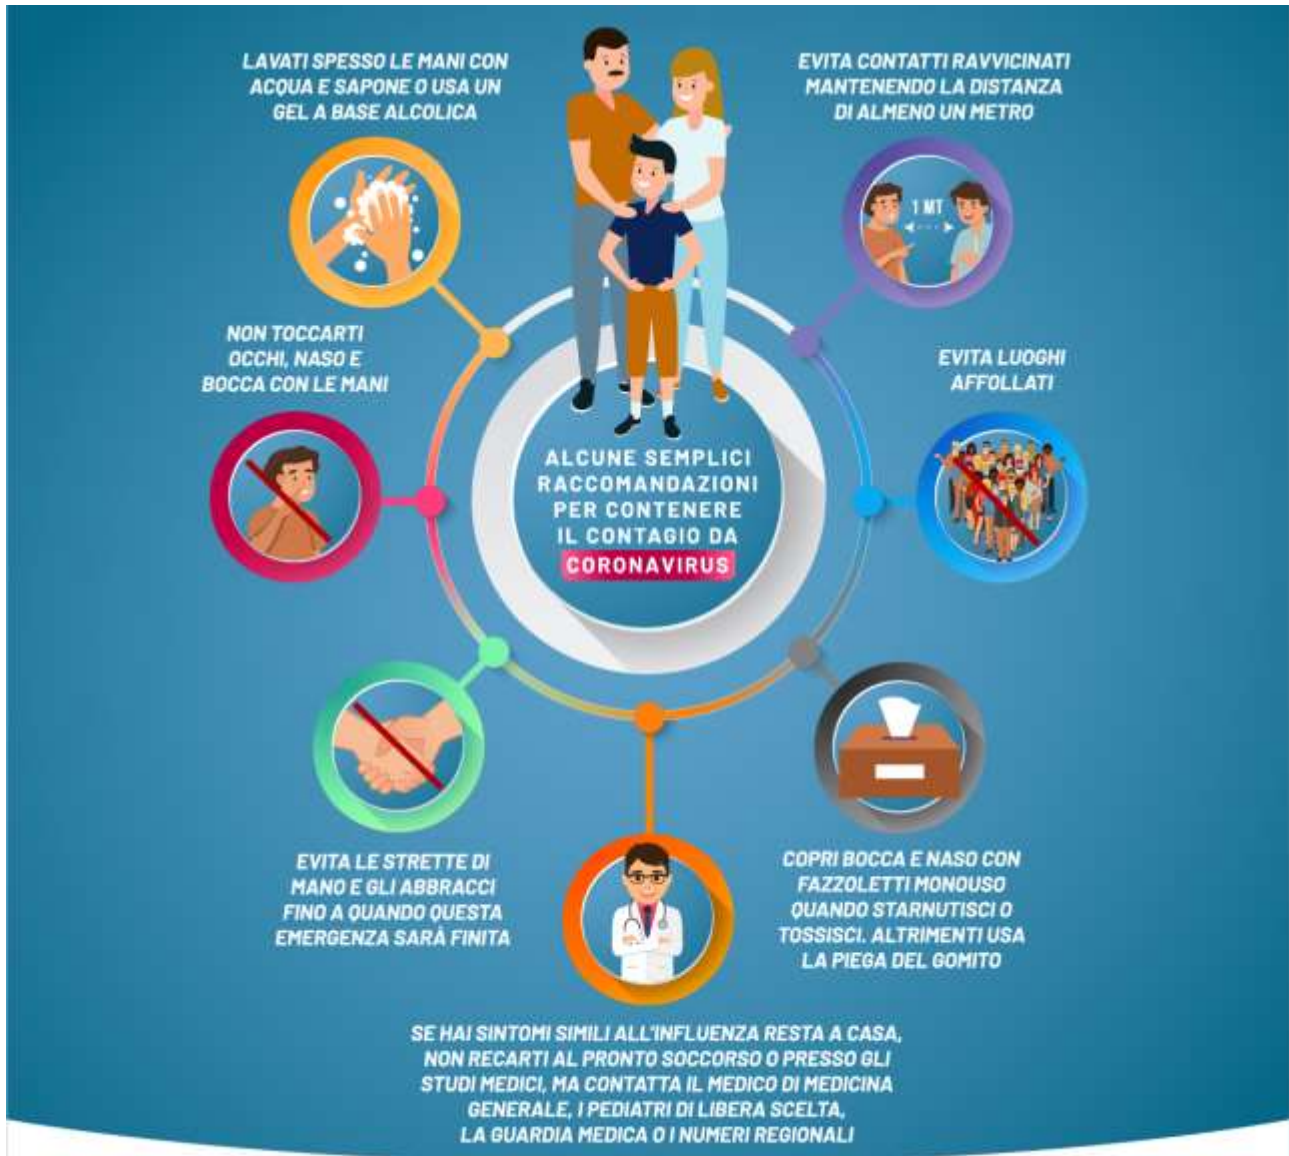 LAVATI SPESSO LE MANI CON
ACQUA E SAPONE O USA UN
GEL A BASE ALCOLICA
EVITA CONTATTI RAVVICINATI
MANTENENDO LA DISTANZA
DI ALMENO UN METRO
1 MT
NON TOCCARTI
OCCHI, NASO E
BOCCA CON LE MANI
EVITA LUOGHI
AFFOLLATI
ALCUNE SEMPLICI
RACCOMANDAZIONI
PER CONTENERE
IL CONTAGIO DA
CORONAVIRUS
EVITA LE STRETTE DI
MANO E GLI ABBRACCI
FINO A QUANDO QUESTA
EMERGENZA SARÀ FINITA
COPRI BOCCA E NASO CON
FAZZOLETTI MONOUSO
QUANDO STARNUTISCI O
TOSSISCI. ALTRIMENTI USA
LA PIEGA DEL GOMITO
SE HAI SINTOMI SIMILI ALL'INFLUENZA RESTA A CASA,
NON RECARTI AL PRONTO SOCCORSO O PRESSO GLI
STUDI MEDICI, MA CONTATTA IL MEDICO DI MEDICINA
GENERALE, I PEDIATRI DI LIBERA SCELTA,
LA GUARDIA MEDICA O I NUMERI REGIONALI